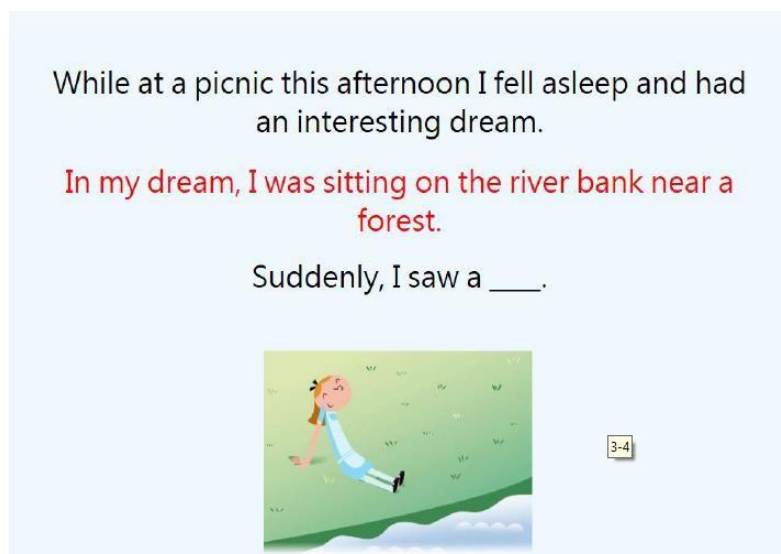 While at a picnic this afternoon I fell asleep and had
an interesting dream.
In my dream, I was sitting on the river bank near a
forest.
Suddenly, I saw a ____.
3-4